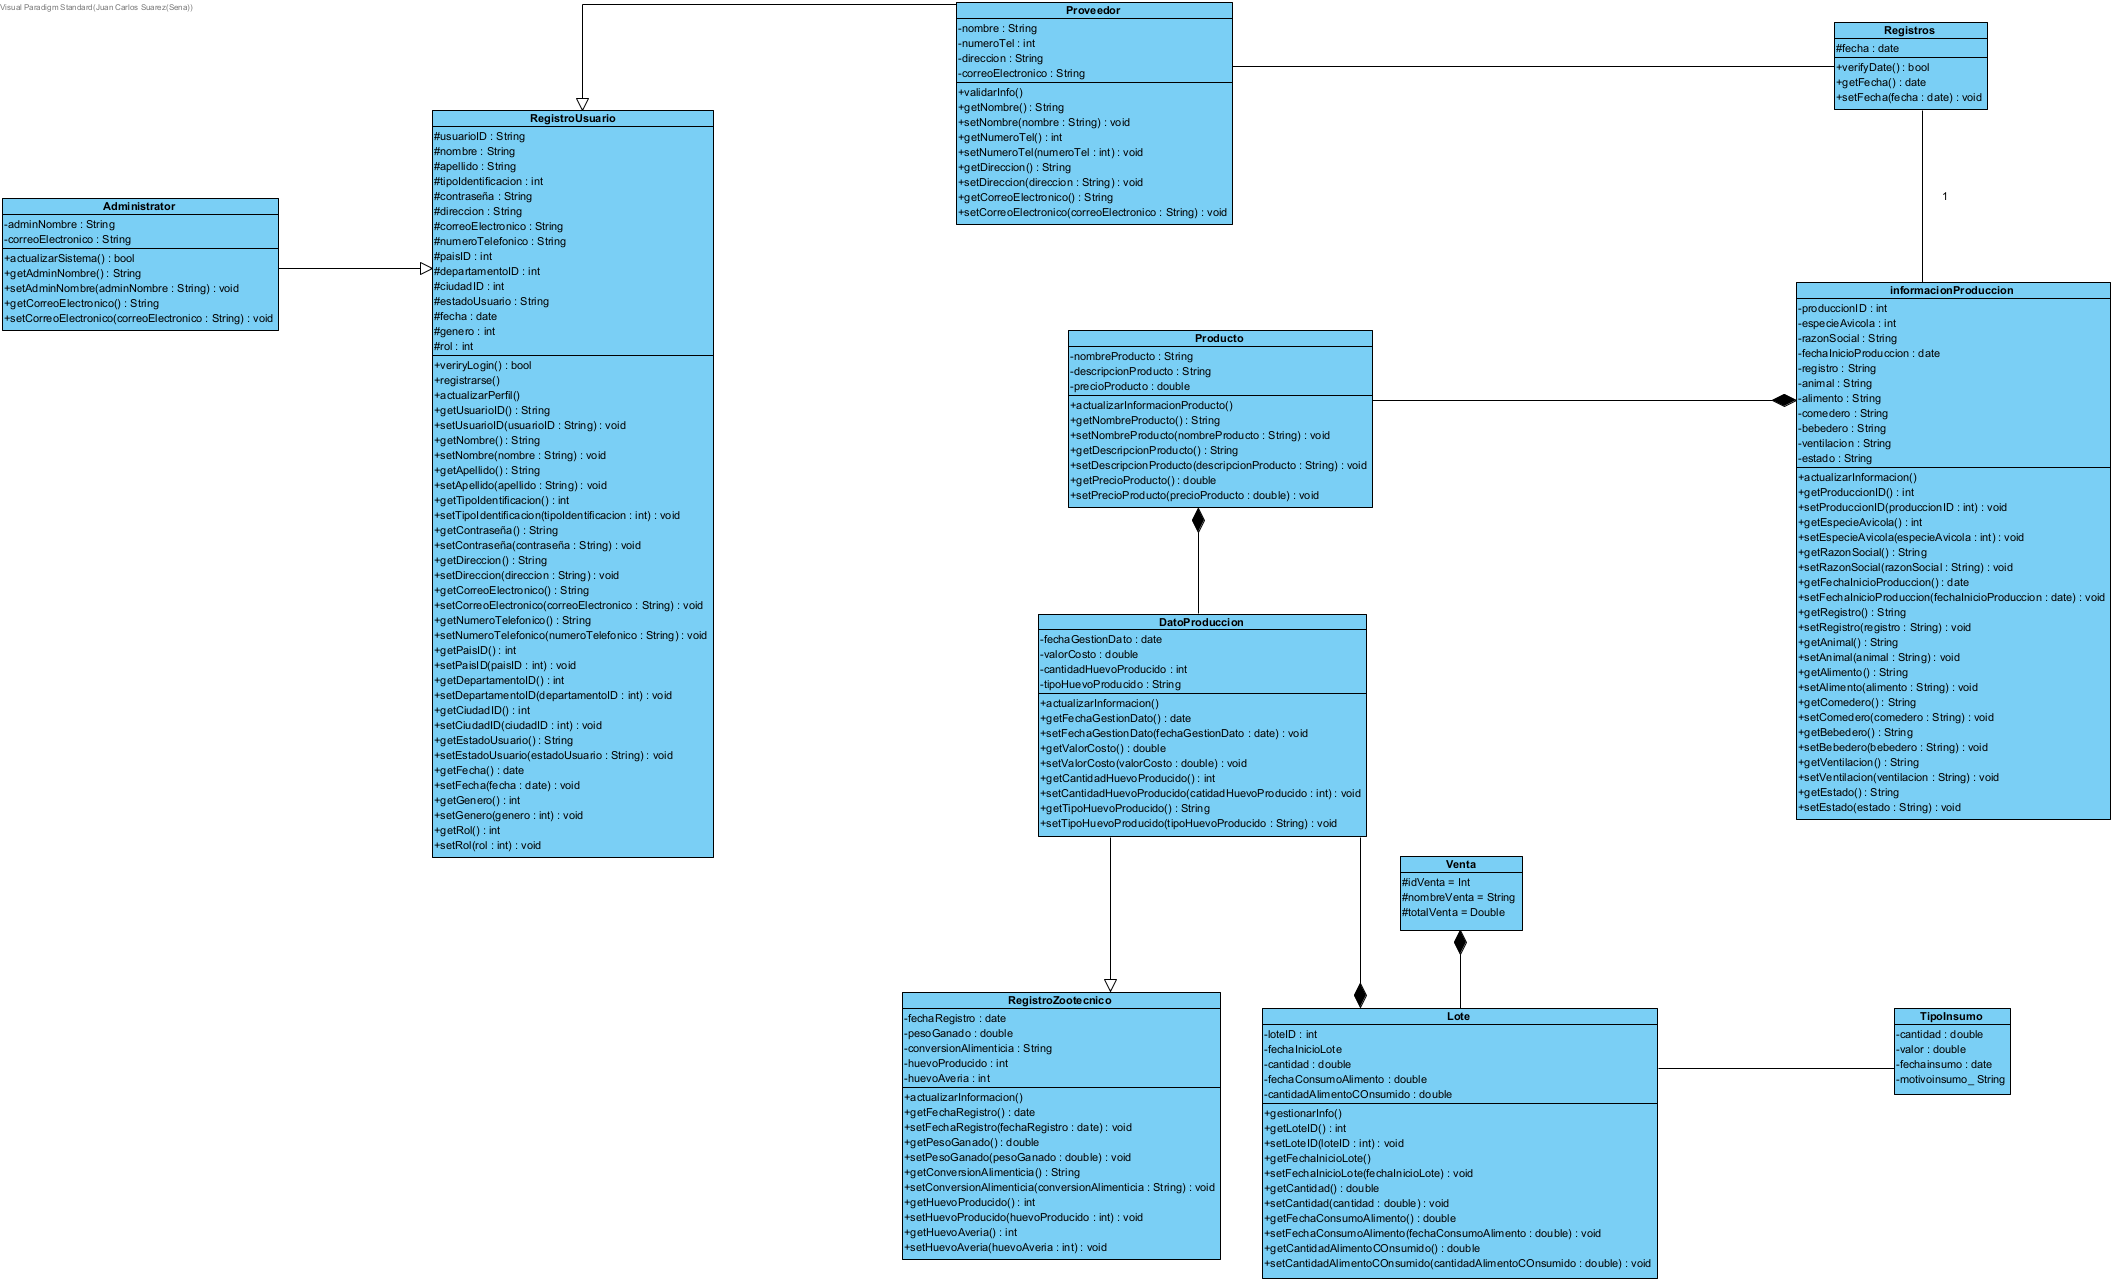 Visual Paradigm Standard(Juan Carlos Suarez(Sena))
Proveedor
-nombre : String
-numeroTel : int
-direccion : String
-correoElectronico : String
+validarInfo()
+getNombre() : String
+setNombre(nombre : String) : void
+getNumeroTel() : int
+setNumeroTel(numeroTel : int) : void
+getDireccion() : String
+setDireccion(direccion : String) : void
+getCorreoElectronico() : String
+setCorreoElectronico(correoElectronico : String) : void
Registros
#fecha : date
+verifyDate() : bool
+getFecha() : date
+setFecha(fecha : date) : void
1
RegistroUsuario
#usuarioID : String
#nombre : String
#apellido : String
#tipoIdentificacion : int
#contraseña : String
#direccion : String
#correoElectronico : String
#numeroTelefonico : String
#paisID : int
#departamentoID : int
#ciudadID : int
#estadoUsuario : String
#fecha : date
#genero : int
#rol : int
+veriryLogin() : bool
+registrarse()
+actualizarPerfil()
+getUsuarioID() : String
+setUsuarioID(usuarioID : String) : void
+getNombre() : String
+setNombre(nombre : String) : void
+getApellido() : String
+setApellido(apellido : String) : void
+getTipoIdentificacion() : int
+setTipoIdentificacion(tipoIdentificacion : int) : void
+getContraseña() : String
+setContraseña(contraseña : String) : void
+getDireccion() : String
+setDireccion(direccion : String) : void
+getCorreoElectronico() : String
+setCorreoElectronico(correoElectronico : String) : void
+getNumeroTelefonico() : String
+setNumeroTelefonico(numeroTelefonico : String) : void
+getPaisID() : int
+setPaisID(paisID : int) : void
+getDepartamentoID() : int
+setDepartamentoID(departamentoID : int) : void
+getCiudadID() : int
+setCiudadID(ciudadID : int) : void
+getEstadoUsuario() : String
+setEstadoUsuario(estadoUsuario : String) : void
+getFecha() : date
+setFecha(fecha : date) : void
+getGenero() : int
+setGenero(genero : int) : void
+getRol() : int
+setRol(rol : int) : void
Administrator
-adminNombre : String
-correoElectronico : String
+actualizarSistema() : bool
+getAdminNombre() : String
+setAdminNombre(adminNombre : String) : void
+getCorreoElectronico() : String
+setCorreoElectronico(correoElectronico : String) : void
informacionProduccion
-produccionID : int
-especieAvicola : int
-razonSocial : String
-fechaInicioProduccion : date
-registro : String
-animal : String
-alimento : String
-comedero : String
-bebedero : String
-ventilacion : String
-estado : String
+actualizarInformacion()
+getProduccionID() : int
+setProduccionID(produccionID : int) : void
+getEspecieAvicola() : int
+setEspecieAvicola(especieAvicola : int) : void
+getRazonSocial() : String
+setRazonSocial(razonSocial : String) : void
+getFechaInicioProduccion() : date
+setFechaInicioProduccion(fechaInicioProduccion : date) : void
+getRegistro() : String
+setRegistro(registro : String) : void
+getAnimal() : String
+setAnimal(animal : String) : void
+getAlimento() : String
+setAlimento(alimento : String) : void
+getComedero() : String
+setComedero(comedero : String) : void
+getBebedero() : String
+setBebedero(bebedero : String) : void
+getVentilacion() : String
+setVentilacion(ventilacion : String) : void
+getEstado() : String
+setEstado(estado : String) : void
Producto
-nombreProducto : String
-descripcionProducto : String
-precioProducto : double
+actualizarInformacionProducto()
+getNombreProducto() : String
+setNombreProducto(nombreProducto : String) : void
+getDescripcionProducto() : String
+setDescripcionProducto(descripcionProducto : String) : void
+getPrecioProducto() : double
+setPrecioProducto(precioProducto : double) : void
DatoProduccion
-fechaGestionDato : date
-valorCosto : double
-cantidadHuevoProducido : int
-tipoHuevoProducido : String
+actualizarInformacion()
+getFechaGestionDato() : date
+setFechaGestionDato(fechaGestionDato : date) : void
+getValorCosto() : double
+setValorCosto(valorCosto : double) : void
+getCantidadHuevoProducido() : int
+setCantidadHuevoProducido(catidadHuevoProducido : int) : void
+getTipoHuevoProducido() : String
+setTipoHuevoProducido(tipoHuevoProducido : String) : void
Venta
#idVenta = Int
#nombreVenta = String
#totalVenta = Double
RegistroZootecnico
-fechaRegistro : date
-pesoGanado : double
-conversionAlimenticia : String
-huevoProducido : int
-huevoAveria : int
+actualizarInformacion()
+getFechaRegistro() : date
+setFechaRegistro(fechaRegistro : date) : void
+getPesoGanado() : double
+setPesoGanado(pesoGanado : double) : void
+getConversionAlimenticia() : String
+setConversionAlimenticia(conversionAlimenticia : String) : void
+getHuevoProducido() : int
+setHuevoProducido(huevoProducido : int) : void
+getHuevoAveria() : int
+setHuevoAveria(huevoAveria : int) : void
Lote
-loteID : int
-fechaInicioLote
-cantidad : double
-fechaConsumoAlimento : double
-cantidadAlimentoCOnsumido : double
+gestionarInfo()
+getLoteID() : int
+setLoteID(loteID : int) : void
+getFechaInicioLote()
+setFechaInicioLote(fechaInicioLote) : void
+getCantidad() : double
+setCantidad(cantidad : double) : void
+getFechaConsumoAlimento() : double
+setFechaConsumoAlimento(fechaConsumoAlimento : double) : void
+getCantidadAlimentoCOnsumido() : double
+setCantidadAlimentoCOnsumido(cantidadAlimentoCOnsumido : double) : void
TipoInsumo
-cantidad : double
-valor : double
-fechainsumo : date
-motivoinsumo_ String